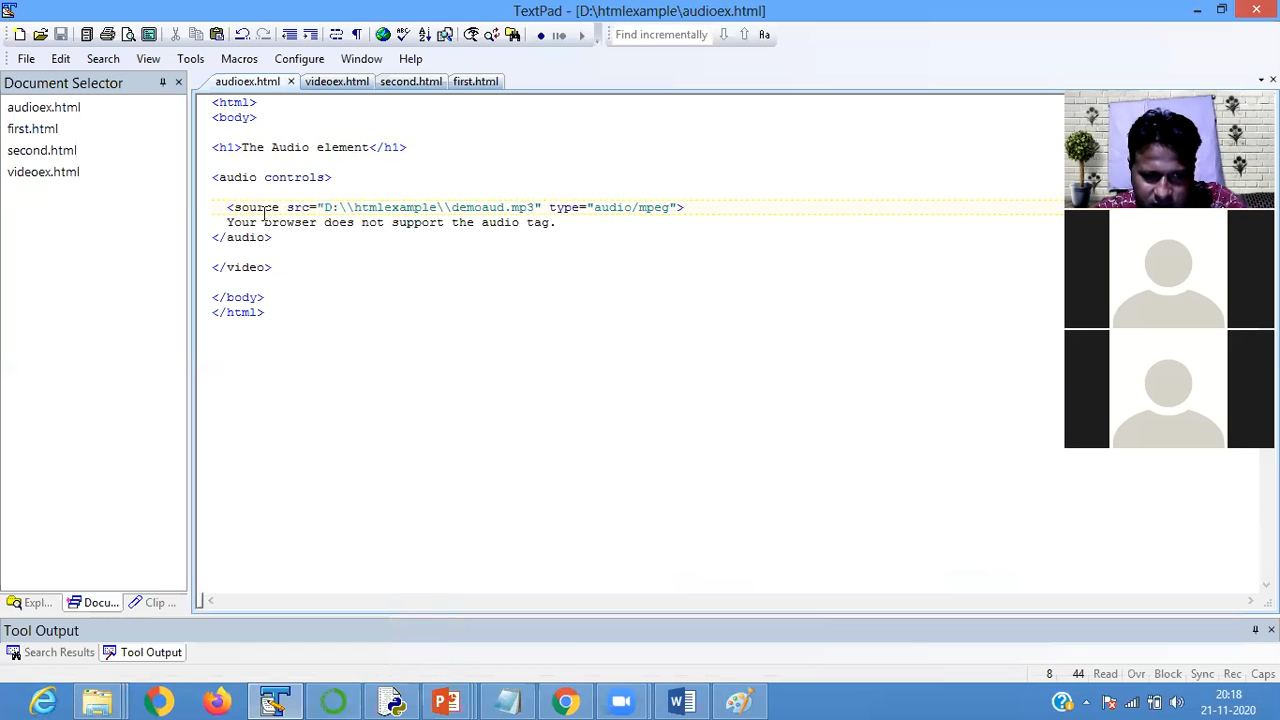 TextPad - [D:\htmlexample\audioex.html]
Find incrementally
Aa
File Edit Search View Tools Macros Configure Window Help
Document Selector
audioex.html videoex.html second.html first.html
audioex.html
first.html
second.html
videoex.html
<html>
<body>
<h1>The Audio element</h1>
<audio controls>
<source src="D:\\htmlexample\\demoaud.mp3" type="audio/mpeg">
Your browser does not support the audio tag.
</audio>
</video>
</body>
</html>
Expl... Docu... Clip ...
Tool Output
Search Results Tool Output
8 44 Read Ovr Block Sync Rec Caps
20:18
21-11-2020